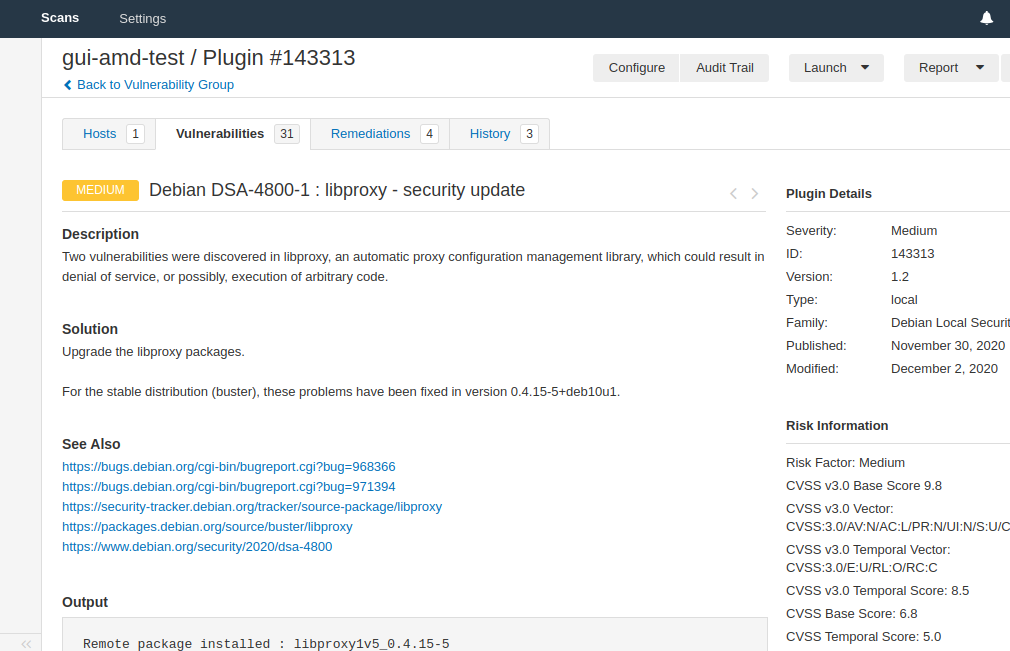 Scans
Settings
gui-amd-test / Plugin #143313
Back to Vulnerability Group
Configure
Audit Trail
Launch
Report
Hosts 1
Vulnerabilities 31
Remediations 4
History 3
MEDIUM
Debian DSA-4800-1 : libproxy - security update
Description
Two vulnerabilities were discovered in libproxy, an automatic proxy configuration management library, which could result in
denial of service, or possibly, execution of arbitrary code.
Solution
Upgrade the libproxy packages.
For the stable distribution (buster), these problems have been fixed in version 0.4.15-5+deb10u1.
See Also
https://bugs.debian.org/cgi-bin/bugreport.cgi?bug=968366
https://bugs.debian.org/cgi-bin/bugreport.cgi?bug=971394
https://security-tracker.debian.org/tracker/source-package/libproxy
https://packages.debian.org/source/buster/libproxy
https://www.debian.org/security/2020/dsa-4800
Output
Remote package installed : libproxy1v5_0.4.15-5
Plugin Details
Severity: Medium
ID: 143313
Version: 1.2
Type: local
Family: Debian Local Securit
Published: November 30, 2020
Modified: December 2, 2020
Risk Information
Risk Factor: Medium
CVSS v3.0 Base Score 9.8
CVSS v3.0 Vector:
CVSS:3.0/AV:N/AC:L/PR:N/UI:N/S:U/C
CVSS v3.0 Temporal Vector:
CVSS:3.0/E:U/RL:O/RC:C
CVSS v3.0 Temporal Score: 8.5
CVSS Base Score: 6.8
CVSS Temporal Score: 5.0